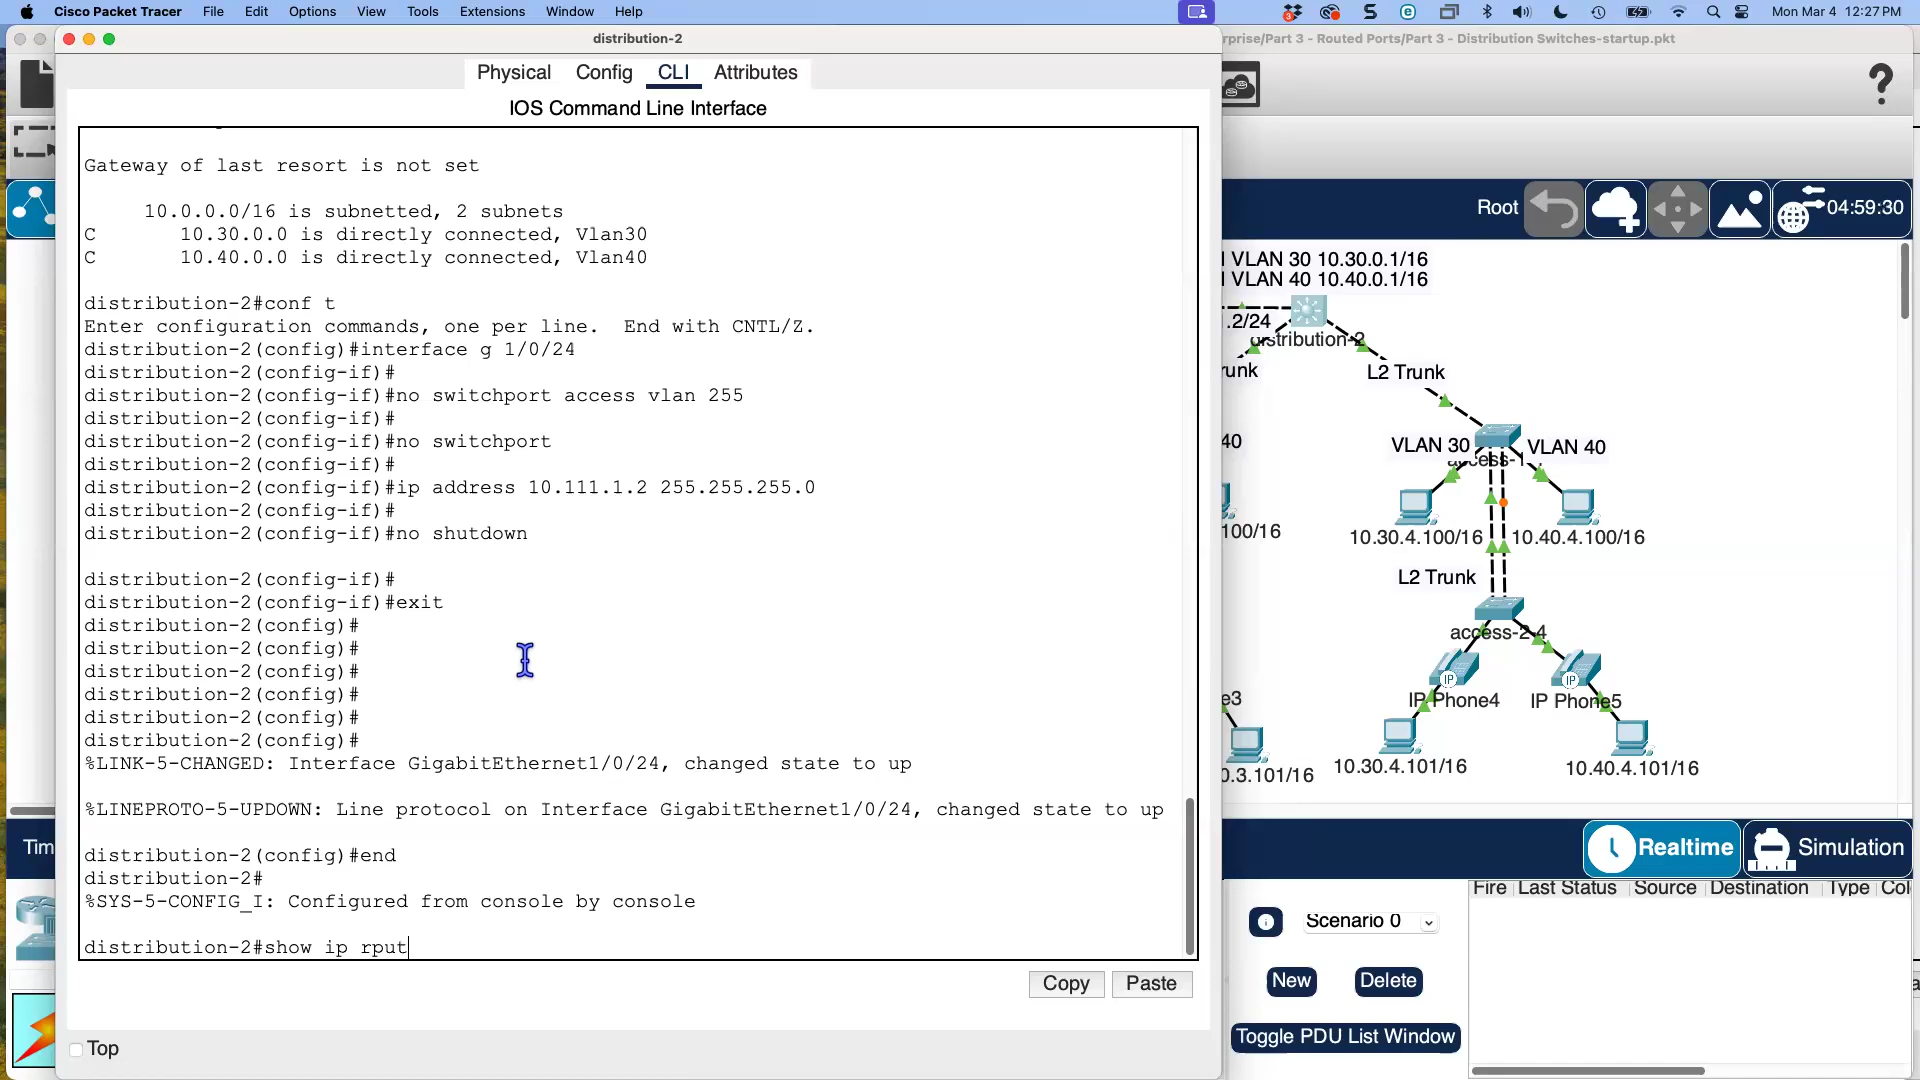 Cisco Packet Tracer File Edit Options View Tools Extensions Window Help Mon Mar 4 12:27 PM
distribution-2
rprise/Part 3 - Routed Ports/Part 3 - Distribution Switches-startup.pkt
Physical Config CLI Attributes
IOS Command Line Interface
Gateway of last resort is not set
10.0.0.0/16 is subnetted, 2 subnets
C 10.30.0.0 is directly connected, Vlan30
C 10.40.0.0 is directly connected, Vlan40
distribution-2#conf t
Enter configuration commands, one per line. End with CNTL/Z.
distribution-2(config)#interface g 1/0/24
distribution-2(config-if)#
distribution-2(config-if)#no switchport access vlan 255
distribution-2(config-if)#
distribution-2(config-if)#no switchport
distribution-2(config-if)#
distribution-2(config-if)#ip address 10.111.1.2 255.255.255.0
distribution-2(config-if)#
distribution-2(config-if)#no shutdown
distribution-2(config-if)#
distribution-2(config-if)#exit
distribution-2(config)#
distribution-2(config)#
distribution-2(config)#
distribution-2(config)#
distribution-2(config)#
distribution-2(config)#
%LINK-5-CHANGED: Interface GigabitEthernet1/0/24, changed state to up
%LINEPROTO-5-UPDOWN: Line protocol on Interface GigabitEthernet1/0/24, changed state to up
distribution-2(config)#end
distribution-2#
%SYS-5-CONFIG_I: Configured from console by console
distribution-2#show ip rput
Copy Paste
Top
Root 04:59:30
VLAN 30 10.30.0.1/16
VLAN 40 10.40.0.1/16
.2/24
distribution-2
runk
L2 Trunk
40
VLAN 30 VLAN 40
access-1
100/16
10.30.4.100/16 10.40.4.100/16
L2 Trunk
access-2-4
IP IP
e3
IP Phone4 IP Phone5
0.3.101/16
10.30.4.101/16 10.40.4.101/16
Tim
Realtime Simulation
Fire Last Status Source Destination Type Col
Scenario 0
New Delete
Toggle PDU List Window